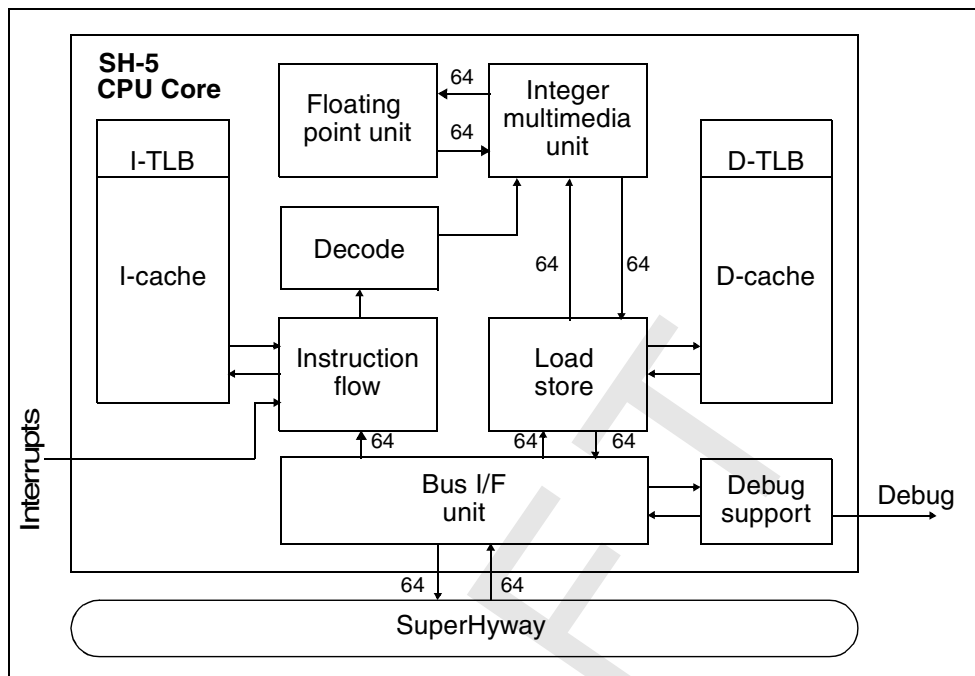 SH-5
CPU Core
64
Floating
point unit
64
Integer
multimedia
unit
I-TLB
D-TLB
Decode
I-cache
64
64
D-cache
Instruction
flow
Load
store
Interrupts
64
64
64
Bus I/F
unit
Debug
support
Debug
64
64
SuperHyway